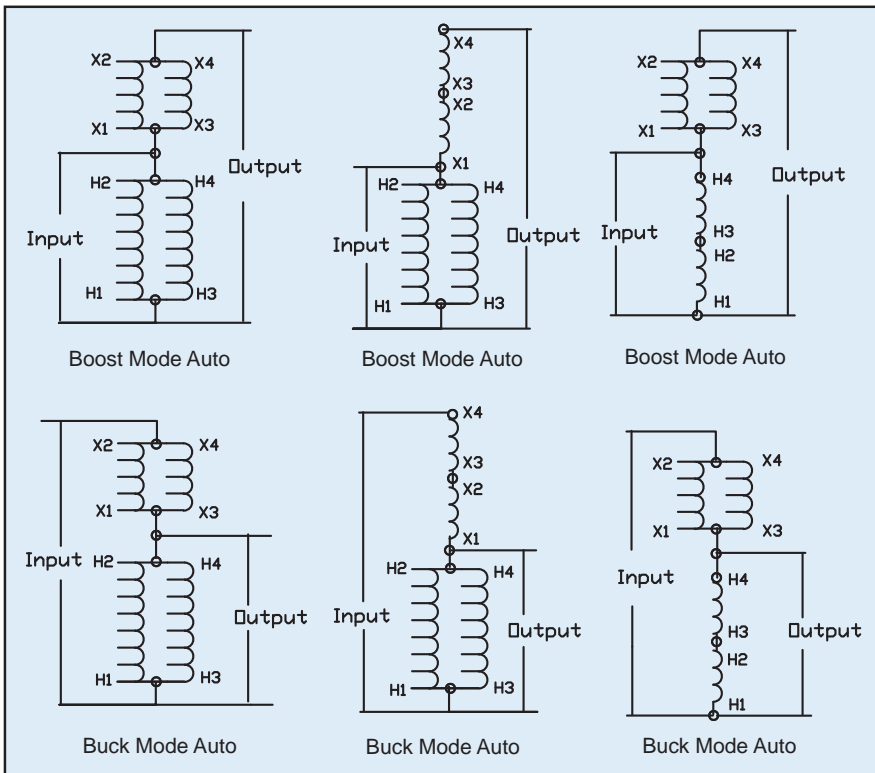 X2 X4
X1 X3
H2 H4
Input
Output
H1 H3
Boost Mode Auto
X4
X3
X2
X1
H2 H4
Input
Output
H1 H3
Boost Mode Auto
X2 X4
X1 X3
H4
Output
Input
H3
H2
H1
Boost Mode Auto
X2 X4
X1 X3
Input
H2 H4
Output
H1 H3
Buck Mode Auto
X4
X3
X2
X1
H2 H4
Input
Output
H1 H3
Buck Mode Auto
X2 X4
X1 X3
Input
H4
H3
Output
H2
H1
Buck Mode Auto